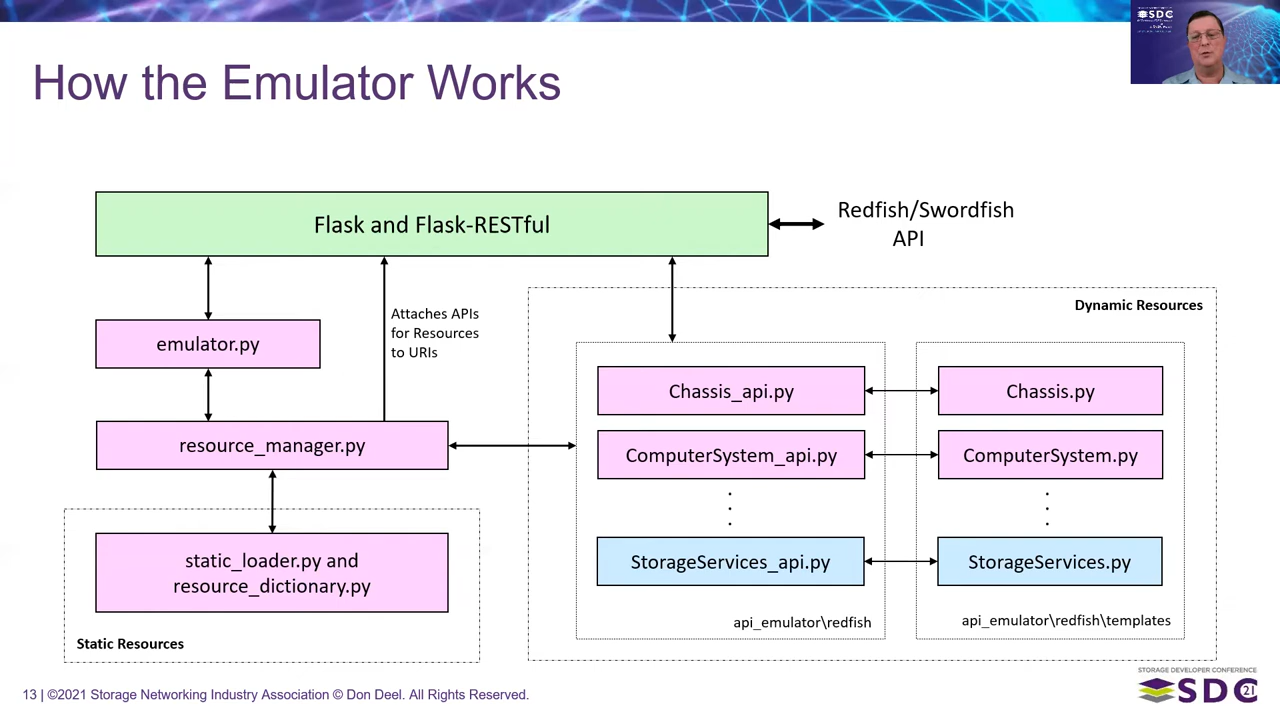 SDC
How the Emulator Works
Flask and Flask-RESTful
Redfish/Swordfish
API
Attaches APIs
for Resources
to URIs
Dynamic Resources
emulator.py
Chassis_api.py
Chassis.py
resource_manager.py
ComputerSystem_api.py
ComputerSystem.py
.
.
.
.
.
.
static_loader.py and
resource_dictionary.py
StorageServices_api.py
StorageServices.py
api_emulator\redfish
api_emulator\redfish\templates
Static Resources
STORAGE DEVELOPER CONFERENCE
SDC 21
13 | ©2021 Storage Networking Industry Association © Don Deel. All Rights Reserved.